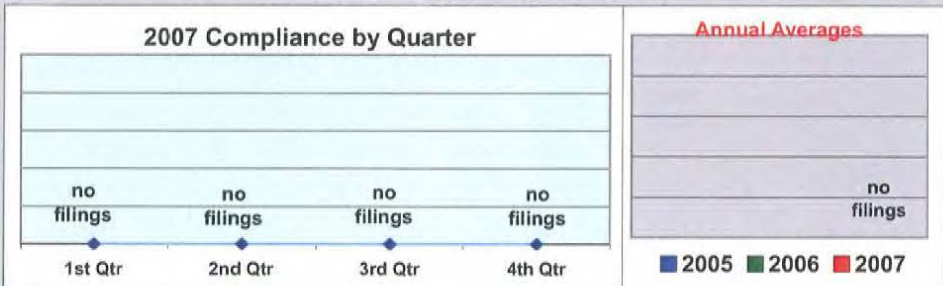 2007 Compliance by Quarter
no filings
no filings
no filings
no filings
1st Qtr 2nd Qtr 3rd Qtr 4th Qtr
Annual Averages
no filings
2005 2006 2007